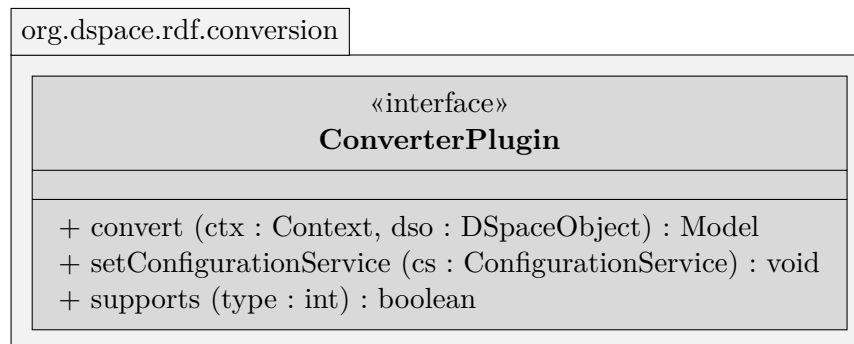 org.dspace.rdf.conversion
«interface»
ConverterPlugin
+ convert (ctx : Context, dso : DSpaceObject) : Model
+ setConfigurationService (cs : ConfigurationService) : void
+ supports (type : int) : boolean